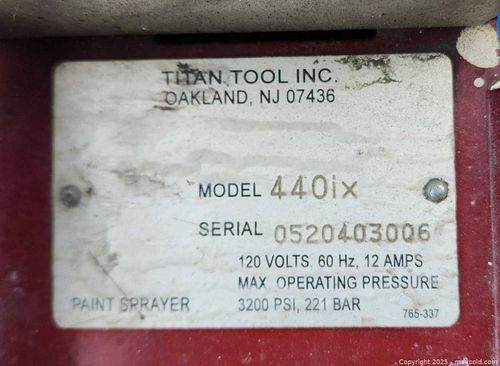 TITAN TOOL INC.
OAKLAND, NJ 07436
MODEL 440ix
SERIAL 0520403006
120 VOLTS, 60 Hz, 12 AMPS
MAX. OPERATING PRESSURE
PAINT SPRAYER 3200 PSI, 221 BAR
765-337
Copyright 2025 - maxsold.com